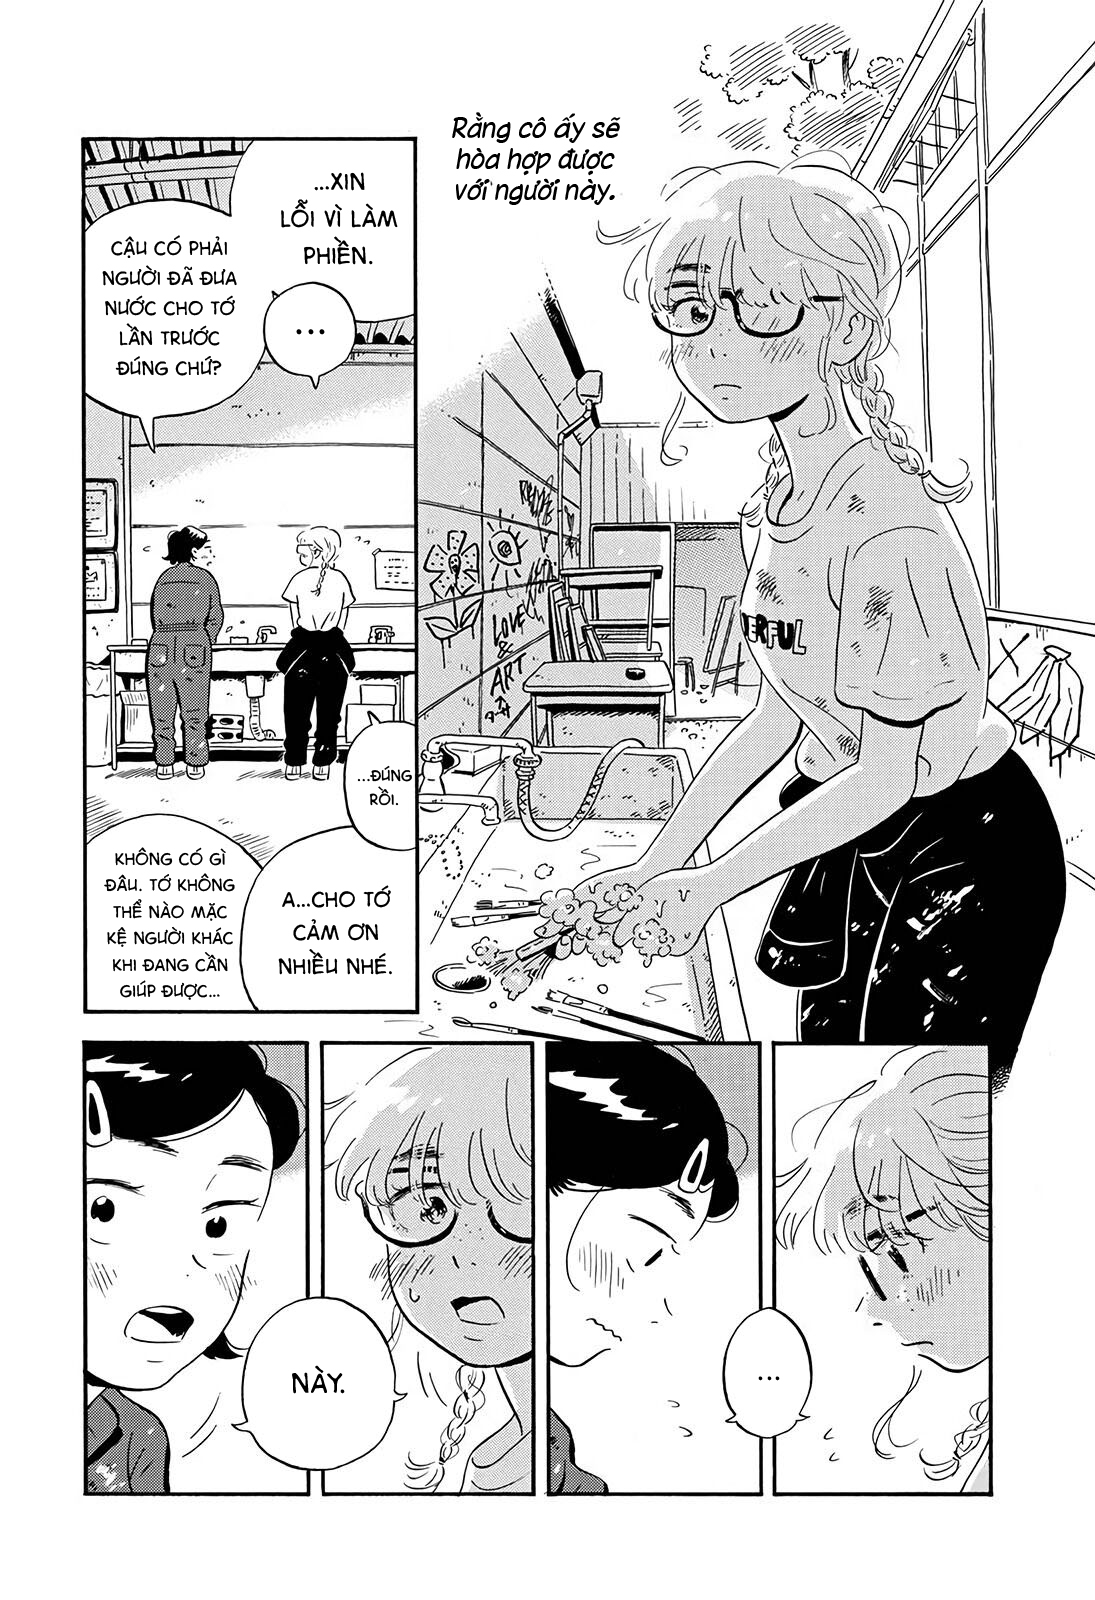 Rằng cô ấy sẽ
hòa hợp được
với người này.
ERFUL
LOVE
&
ART
...XIN
LỖI VÌ LÀM
PHIỀN.
...
CẬU CÓ PHẢI
NGƯỜI ĐÃ ĐƯA
NƯỚC CHO TỚ
LẦN TRƯỚC
ĐÚNG CHỨ?
...ĐÚNG
RỒI.
A...CHO TỚ
CẢM ƠN
NHIỀU NHÉ.
KHÔNG CÓ GÌ
ĐÂU. TỚ KHÔNG
THỂ NÀO MẶC
KỆ NGƯỜI KHÁC
KHI ĐANG CẦN
GIÚP ĐƯỢC...
...
NÀY.